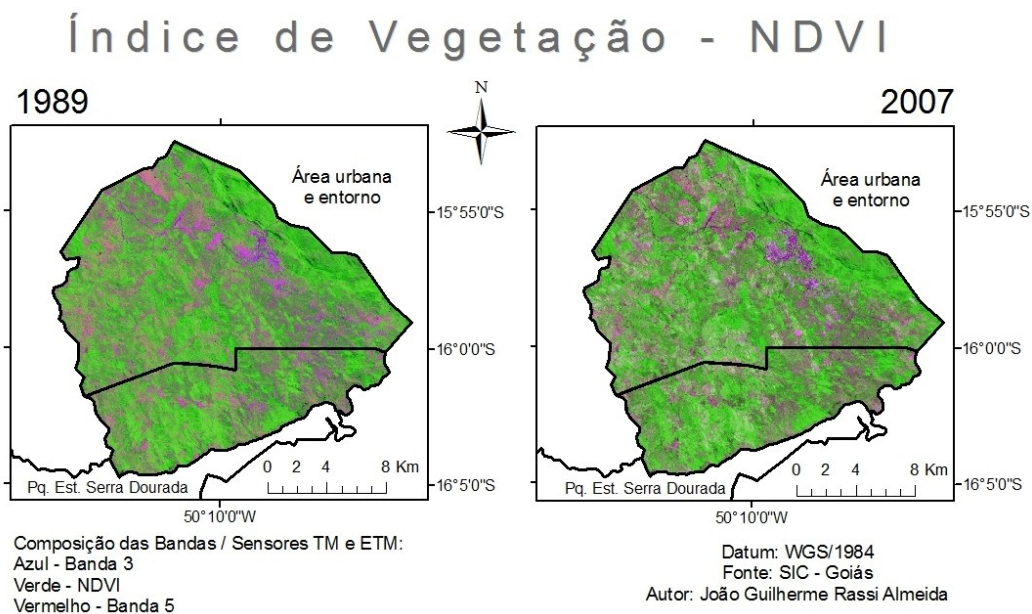 Índice de Vegetação - NDVI
1989
N
2007
Área urbana
e entorno
15°55'0"S
16°0'0"S
16°5'0"S
0 2 4 8 Km
Pq. Est. Serra Dourada
50°10'0"W
Área urbana
e entorno
15°55'0"S
16°0'0"S
16°5'0"S
0 2 4 8 Km
Pq. Est. Serra Dourada
50°10'0"W
Composição das Bandas / Sensores TM e ETM:
Azul - Banda 3
Verde - NDVI
Vermelho - Banda 5
Datum: WGS/1984
Fonte: SIC - Goiás
Autor: João Guilherme Rassi Almeida